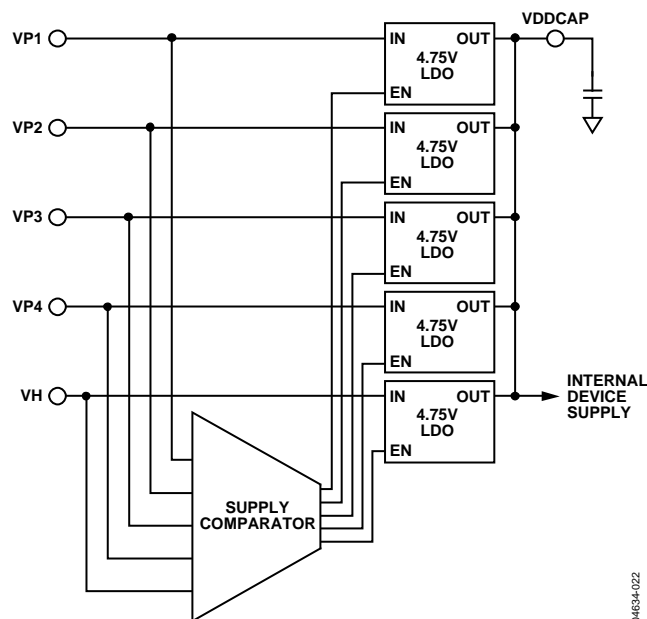 VDDCAP
VP1
IN OUT
4.75V
LDO
EN
VP2
IN OUT
4.75V
LDO
EN
VP3
IN OUT
4.75V
LDO
EN
VP4
IN OUT
4.75V
LDO
EN
VH
IN OUT
4.75V
LDO
EN
INTERNAL
DEVICE
SUPPLY
SUPPLY
COMPARATOR
04634-022